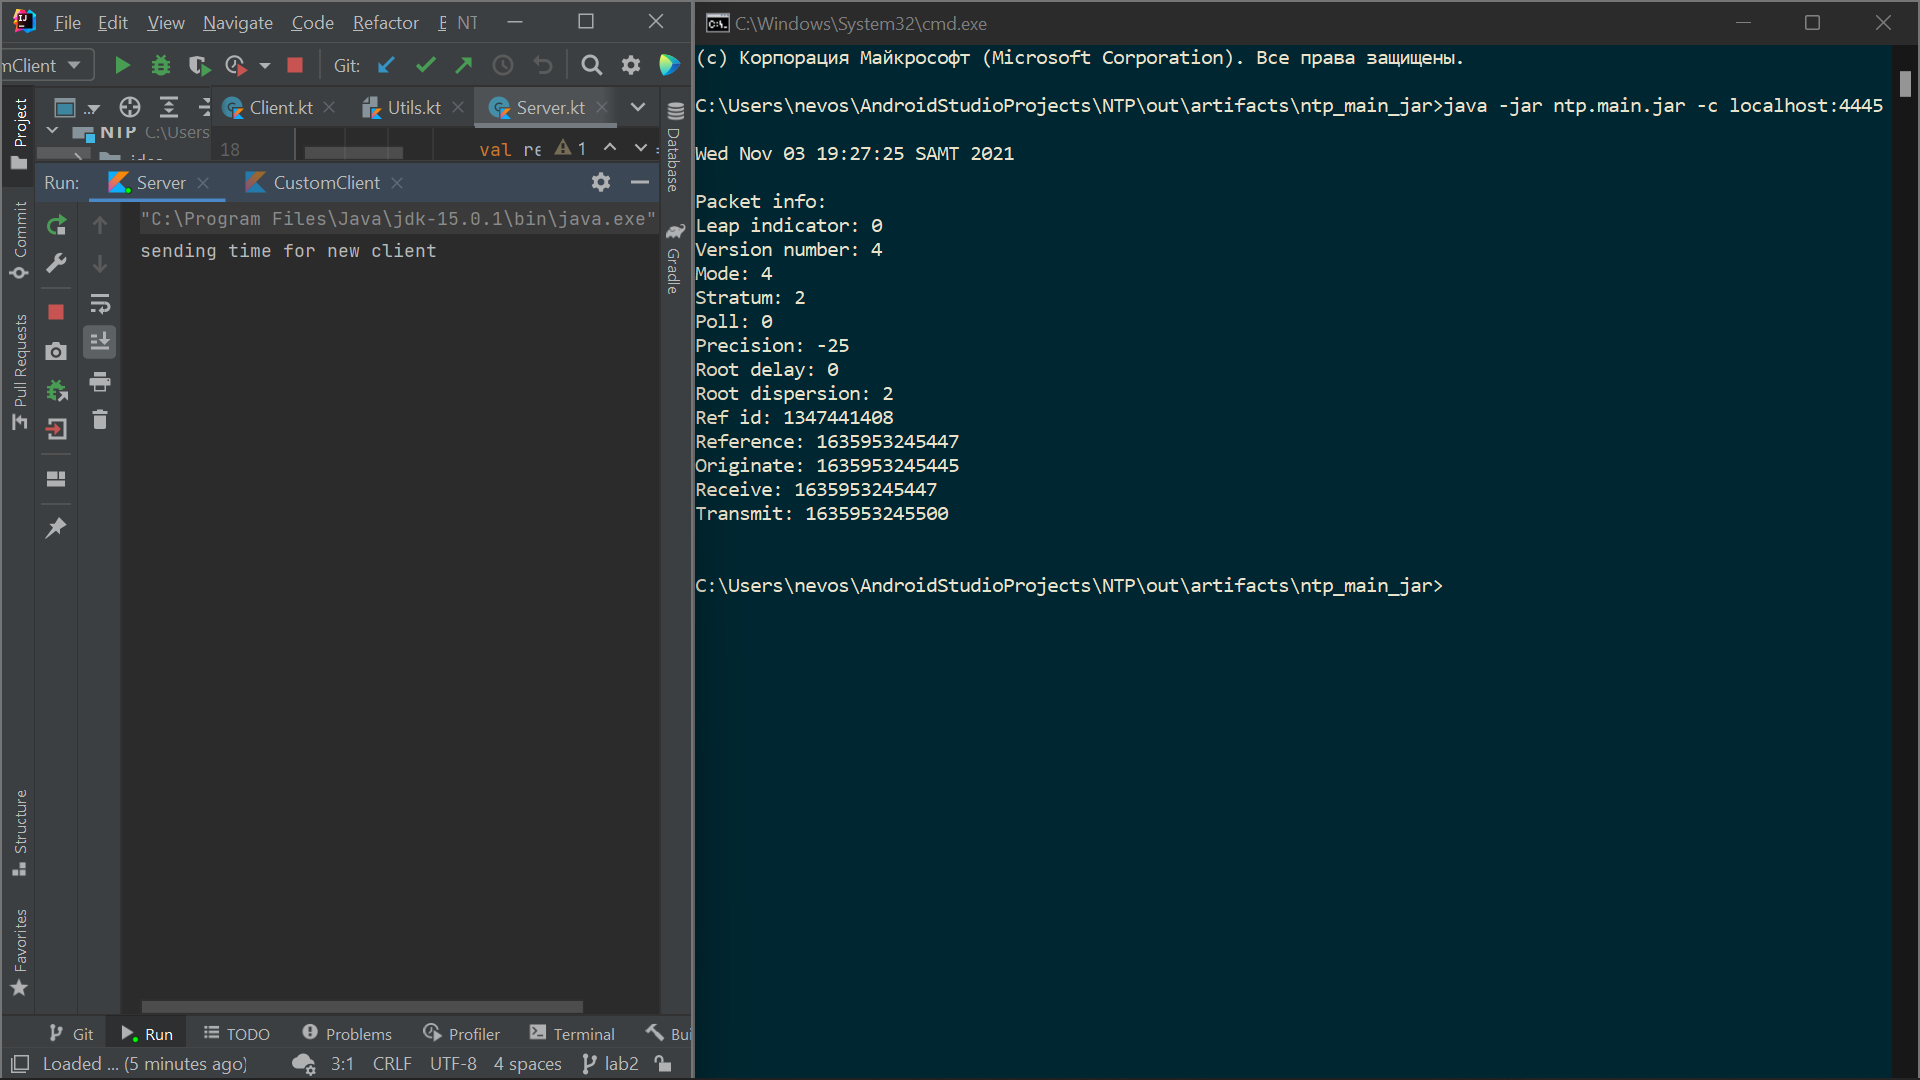 File Edit View Navigate Code Refactor NT
mClient Git:
Client.kt Utils.kt Server.kt
NTP C:\Users
18 val re 1
Run: Server CustomClient
"C:\Program Files\Java\jdk-15.0.1\bin\java.exe"
sending time for new client
Project
Commit
Pull Requests
Structure
Favorites
Database
Gradle
Git Run TODO Problems Profiler Terminal Bui
Loaded ... (5 minutes ago) 3:1 CRLF UTF-8 4 spaces lab2
C:\Windows\System32\cmd.exe
(c) Корпорация Майкрософт (Microsoft Corporation). Все права защищены.
C:\Users\nevos\AndroidStudioProjects\NTP\out\artifacts\ntp_main_jar>java -jar ntp.main.jar -c localhost:4445
Wed Nov 03 19:27:25 SAMT 2021
Packet info:
Leap indicator: 0
Version number: 4
Mode: 4
Stratum: 2
Poll: 0
Precision: -25
Root delay: 0
Root dispersion: 2
Ref id: 1347441408
Reference: 1635953245447
Originate: 1635953245445
Receive: 1635953245447
Transmit: 1635953245500
C:\Users\nevos\AndroidStudioProjects\NTP\out\artifacts\ntp_main_jar>